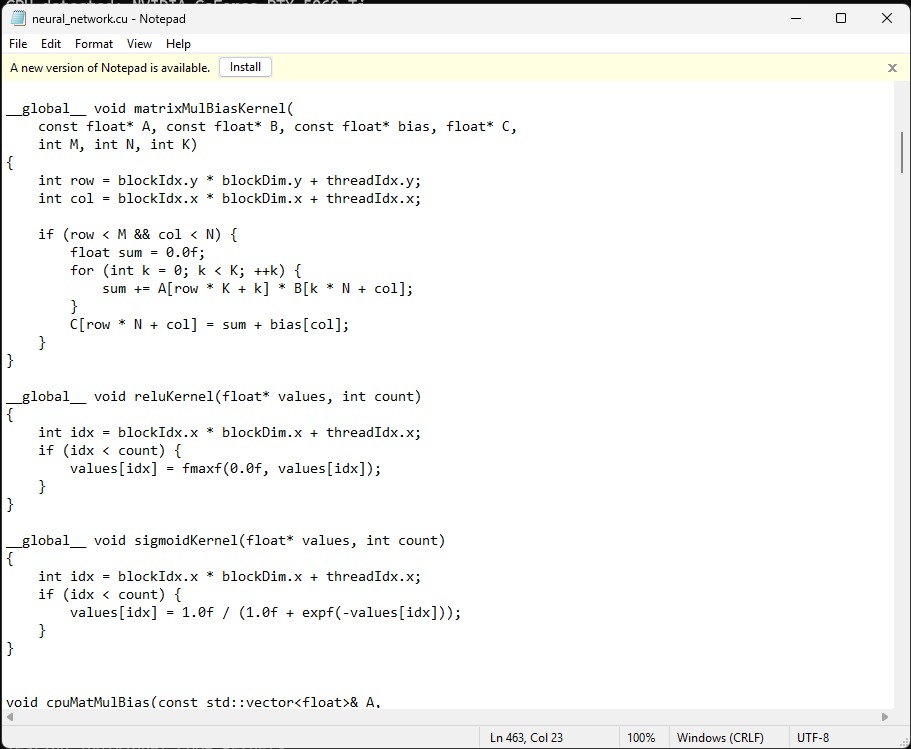 neural_network.cu - Notepad
File Edit Format View Help
A new version of Notepad is available. Install
__global__ void matrixMulBiasKernel(
    const float* A, const float* B, const float* bias, float* C,
    int M, int N, int K)
{
    int row = blockIdx.y * blockDim.y + threadIdx.y;
    int col = blockIdx.x * blockDim.x + threadIdx.x;

    if (row < M && col < N) {
        float sum = 0.0f;
        for (int k = 0; k < K; ++k) {
            sum += A[row * K + k] * B[k * N + col];
        }
        C[row * N + col] = sum + bias[col];
    }
}

__global__ void reluKernel(float* values, int count)
{
    int idx = blockIdx.x * blockDim.x + threadIdx.x;
    if (idx < count) {
        values[idx] = fmaxf(0.0f, values[idx]);
    }
}

__global__ void sigmoidKernel(float* values, int count)
{
    int idx = blockIdx.x * blockDim.x + threadIdx.x;
    if (idx < count) {
        values[idx] = 1.0f / (1.0f + expf(-values[idx]));
    }
}

void cpuMatMulBias(const std::vector<float>& A,
Ln 463, Col 23 100% Windows (CRLF) UTF-8